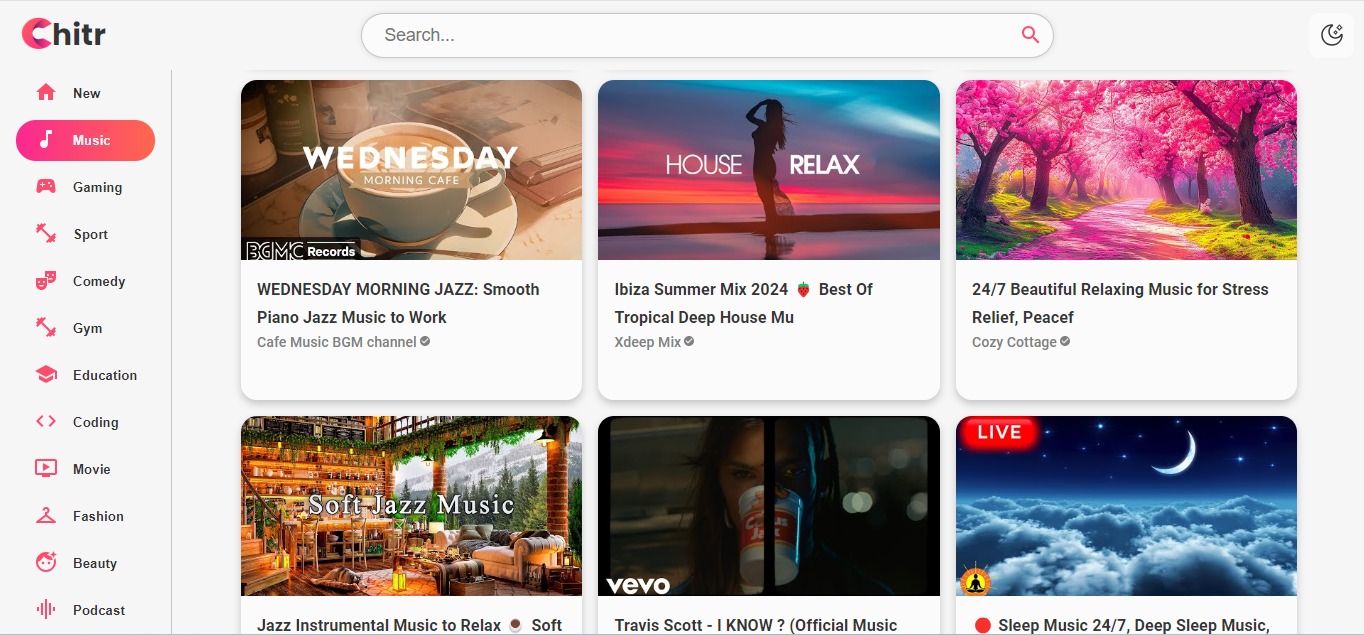 Chitr
Search...
New
Music
Gaming
Sport
Comedy
Gym
Education
Coding
Movie
Fashion
Beauty
Podcast
WEDNESDAY
MORNING CAFE
BGMC Records
WEDNESDAY MORNING JAZZ: Smooth
Piano Jazz Music to Work
Cafe Music BGM channel
HOUSE RELAX
Ibiza Summer Mix 2024 🍓 Best Of
Tropical Deep House Mu
Xdeep Mix
24/7 Beautiful Relaxing Music for Stress
Relief, Peacef
Cozy Cottage
Soft Jazz Music
Jazz Instrumental Music to Relax ☕ Soft
vevo
Travis Scott - I KNOW ? (Official Music
LIVE
🔴 Sleep Music 24/7, Deep Sleep Music,